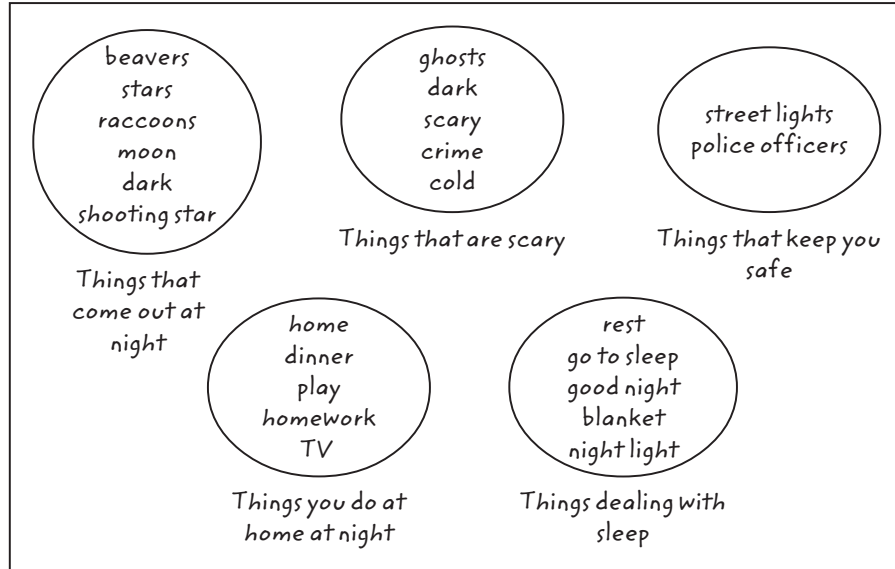 beavers
stars
raccoons
moon
dark
shooting star
Things that
come out at
night
ghosts
dark
scary
crime
cold
Things that are scary
street lights
police officers
Things that keep you
safe
home
dinner
play
homework
TV
Things you do at
home at night
rest
go to sleep
good night
blanket
night light
Things dealing with
sleep